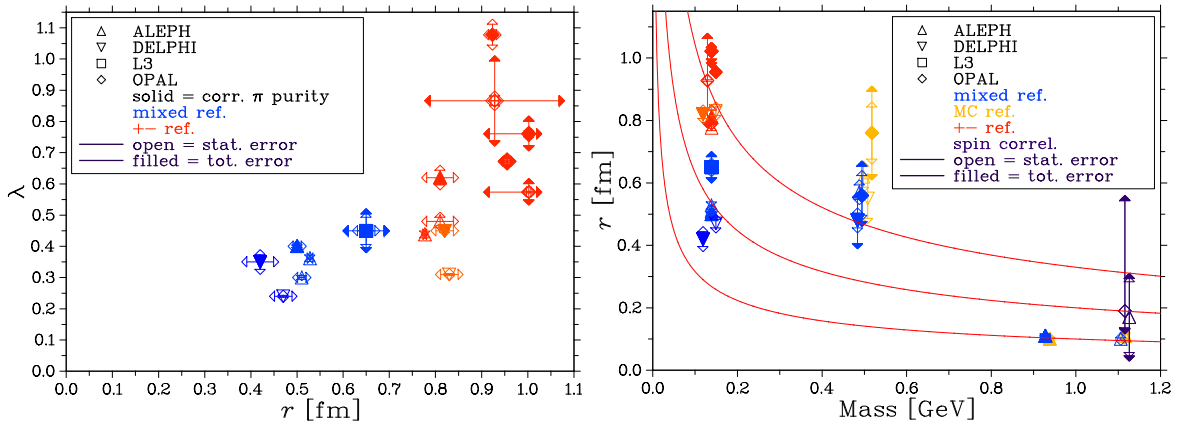 ALEPH
DELPHI
L3
OPAL
solid = corr. π purity
mixed ref.
+− ref.
open = stat. error
filled = tot. error
λ
1.1
1.0
0.9
0.8
0.7
0.6
0.5
0.4
0.3
0.2
0.1
0.0
0.0 0.1 0.2 0.3 0.4 0.5 0.6 0.7 0.8 0.9 1.0 1.1
r [fm]
ALEPH
DELPHI
L3
OPAL
mixed ref.
MC ref.
+− ref.
spin correl.
open = stat. error
filled = tot. error
r [fm]
1.0
0.8
0.6
0.4
0.2
0.0
0.0 0.2 0.4 0.6 0.8 1.0 1.2
Mass [GeV]